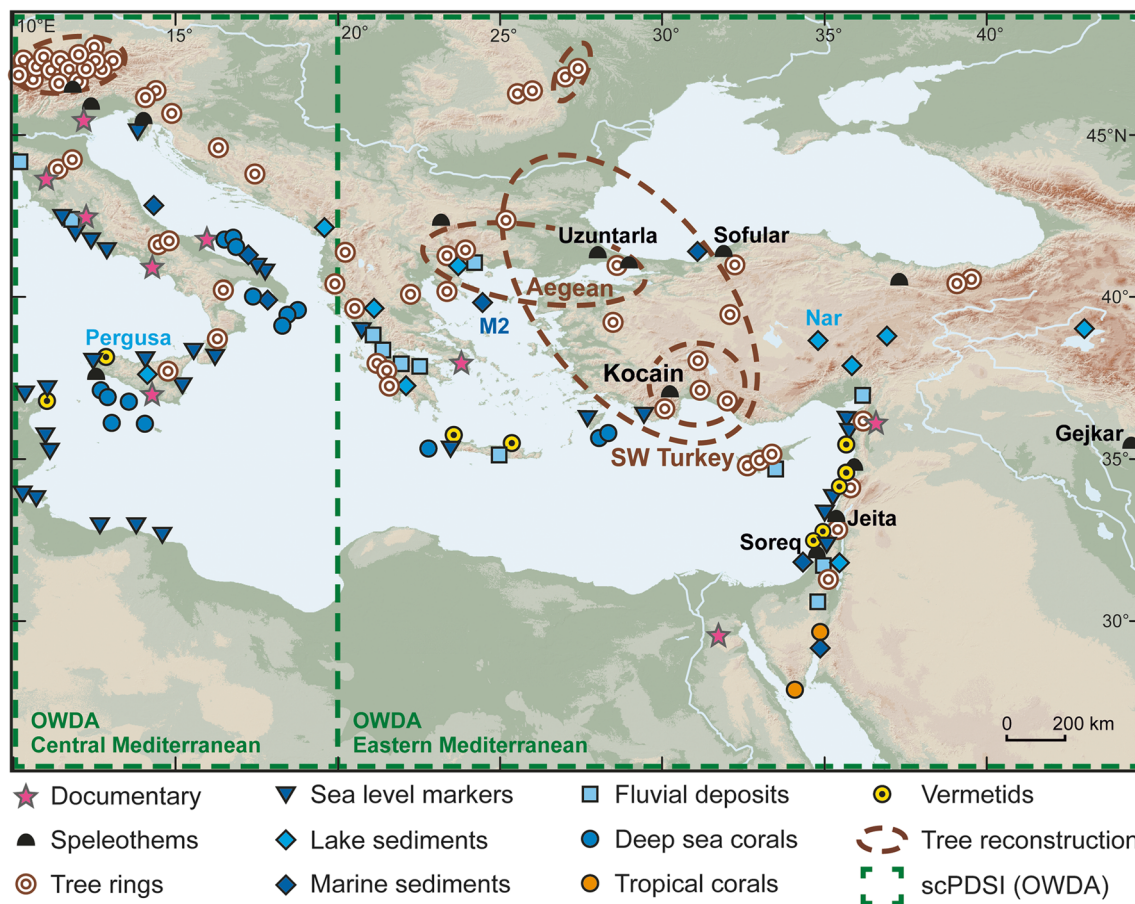 10°E
15°
20°
25°
30°
35°
40°
45°N
Uzuntarla
Sofular
Aegean
40°
Pergusa
M2
Nar
Kocain
Gejkar
35°
SW Turkey
Jeita
Soreq
30°
OWDA
Central Mediterranean
OWDA
Eastern Mediterranean
0 200 km
Documentary
Sea level markers
Fluvial deposits
Vermetids
Speleothems
Lake sediments
Deep sea corals
Tree reconstruction
Tree rings
Marine sediments
Tropical corals
scPDSI (OWDA)